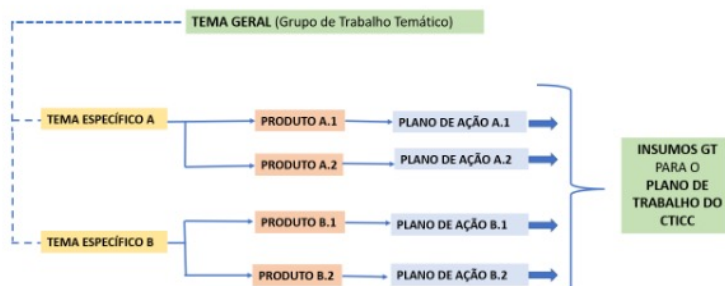 TEMA GERAL (Grupo de Trabalho Temático)
TEMA ESPECÍFICO A
PRODUTO A.1
PLANO DE AÇÃO A.1
PRODUTO A.2
PLANO DE AÇÃO A.2
INSUMOS GT
PARA O
PLANO DE
TRABALHO DO
CTICC
TEMA ESPECÍFICO B
PRODUTO B.1
PLANO DE AÇÃO B.1
PRODUTO B.2
PLANO DE AÇÃO B.2